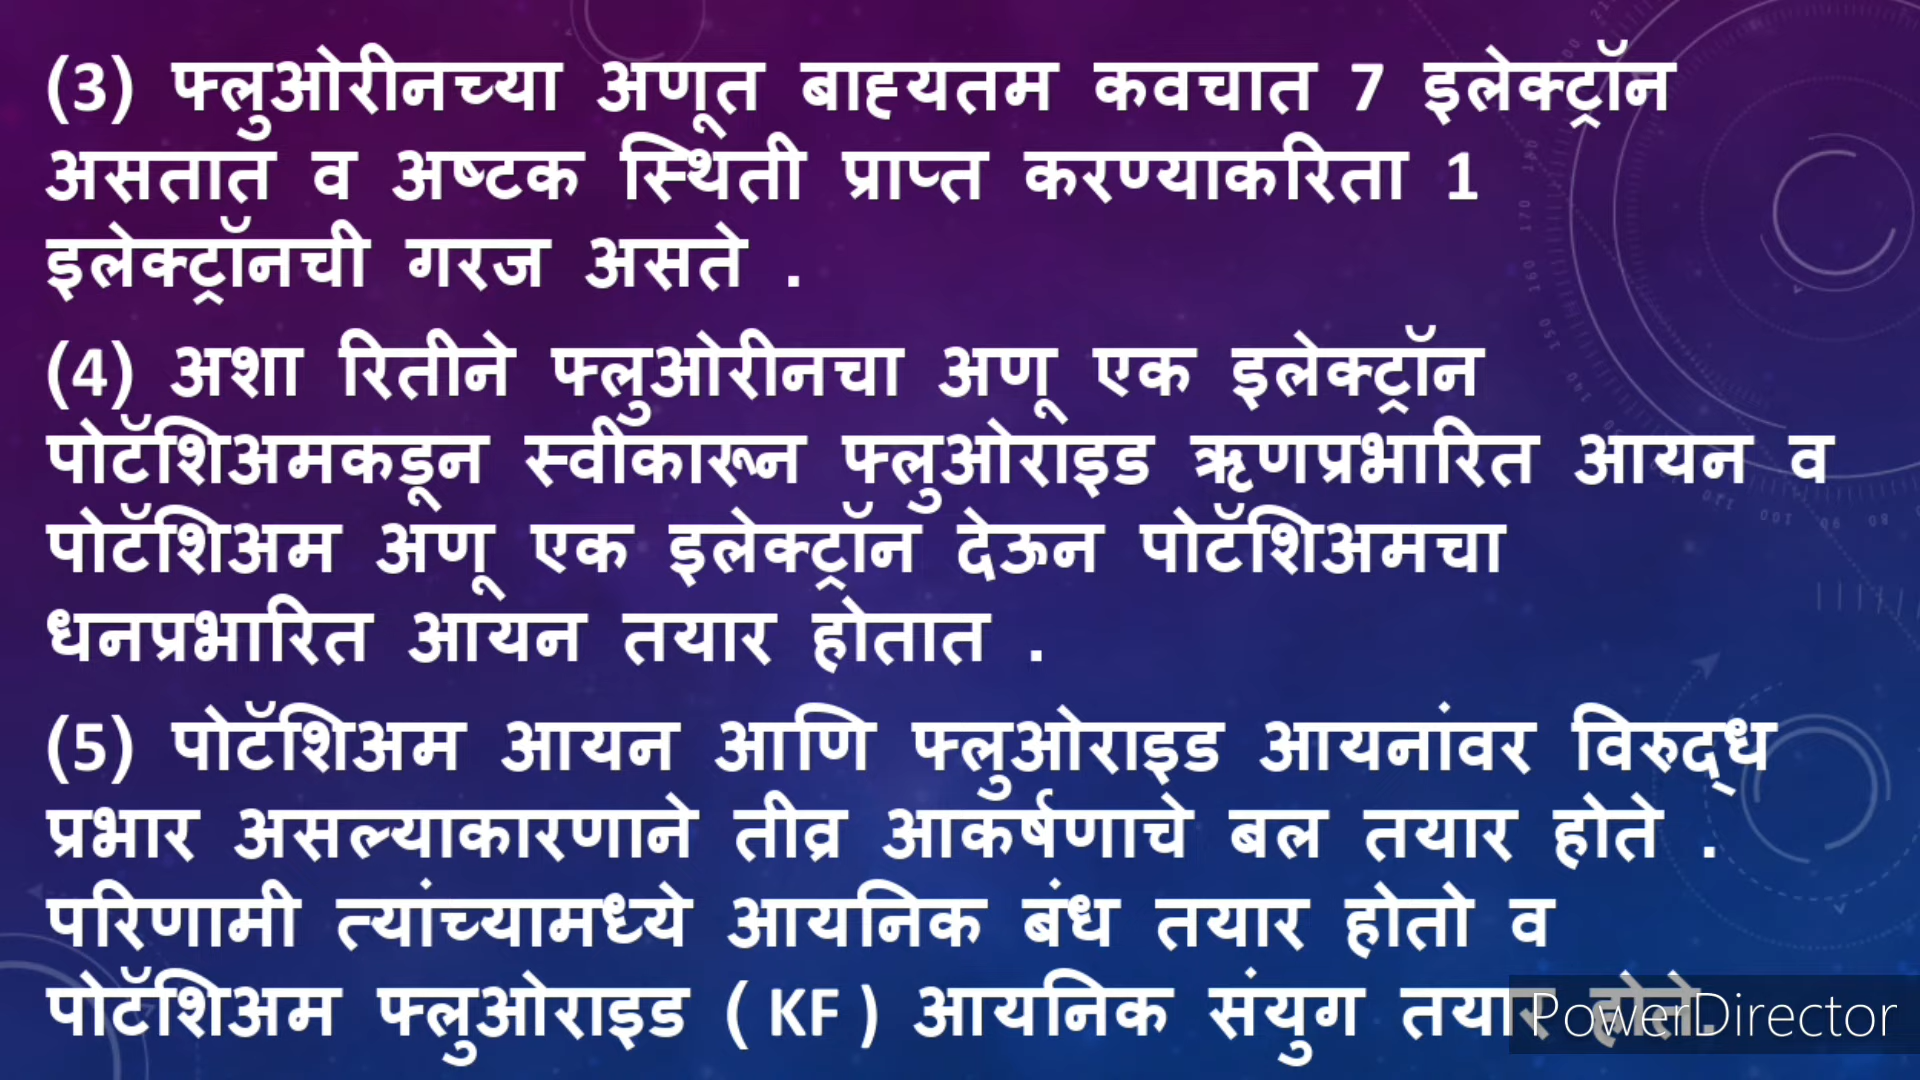 (3) फ्लुओरीनच्या अणूत बाह्यतम कवचात 7 इलेक्ट्रॉन
असतात व अष्टक स्थिती प्राप्त करण्याकरिता 1
इलेक्ट्रॉनची गरज असते .
(4) अशा रितीने फ्लुओरीनचा अणू एक इलेक्ट्रॉन
पोटॅशिअमकडून स्वीकारून फ्लुओराइड ऋणप्रभारित आयन व
पोटॅशिअम अणू एक इलेक्ट्रॉन देऊन पोटॅशिअमचा
धनप्रभारित आयन तयार होतात .
(5) पोटॅशिअम आयन आणि फ्लुओराइड आयनांवर विरुद्ध
प्रभार असल्याकारणाने तीव्र आकर्षणाचे बल तयार होते .
परिणामी त्यांच्यामध्ये आयनिक बंध तयार होतो व
पोटॅशिअम फ्लुओराइड ( KF ) आयनिक संयुग तयार होते.
PowerDirector